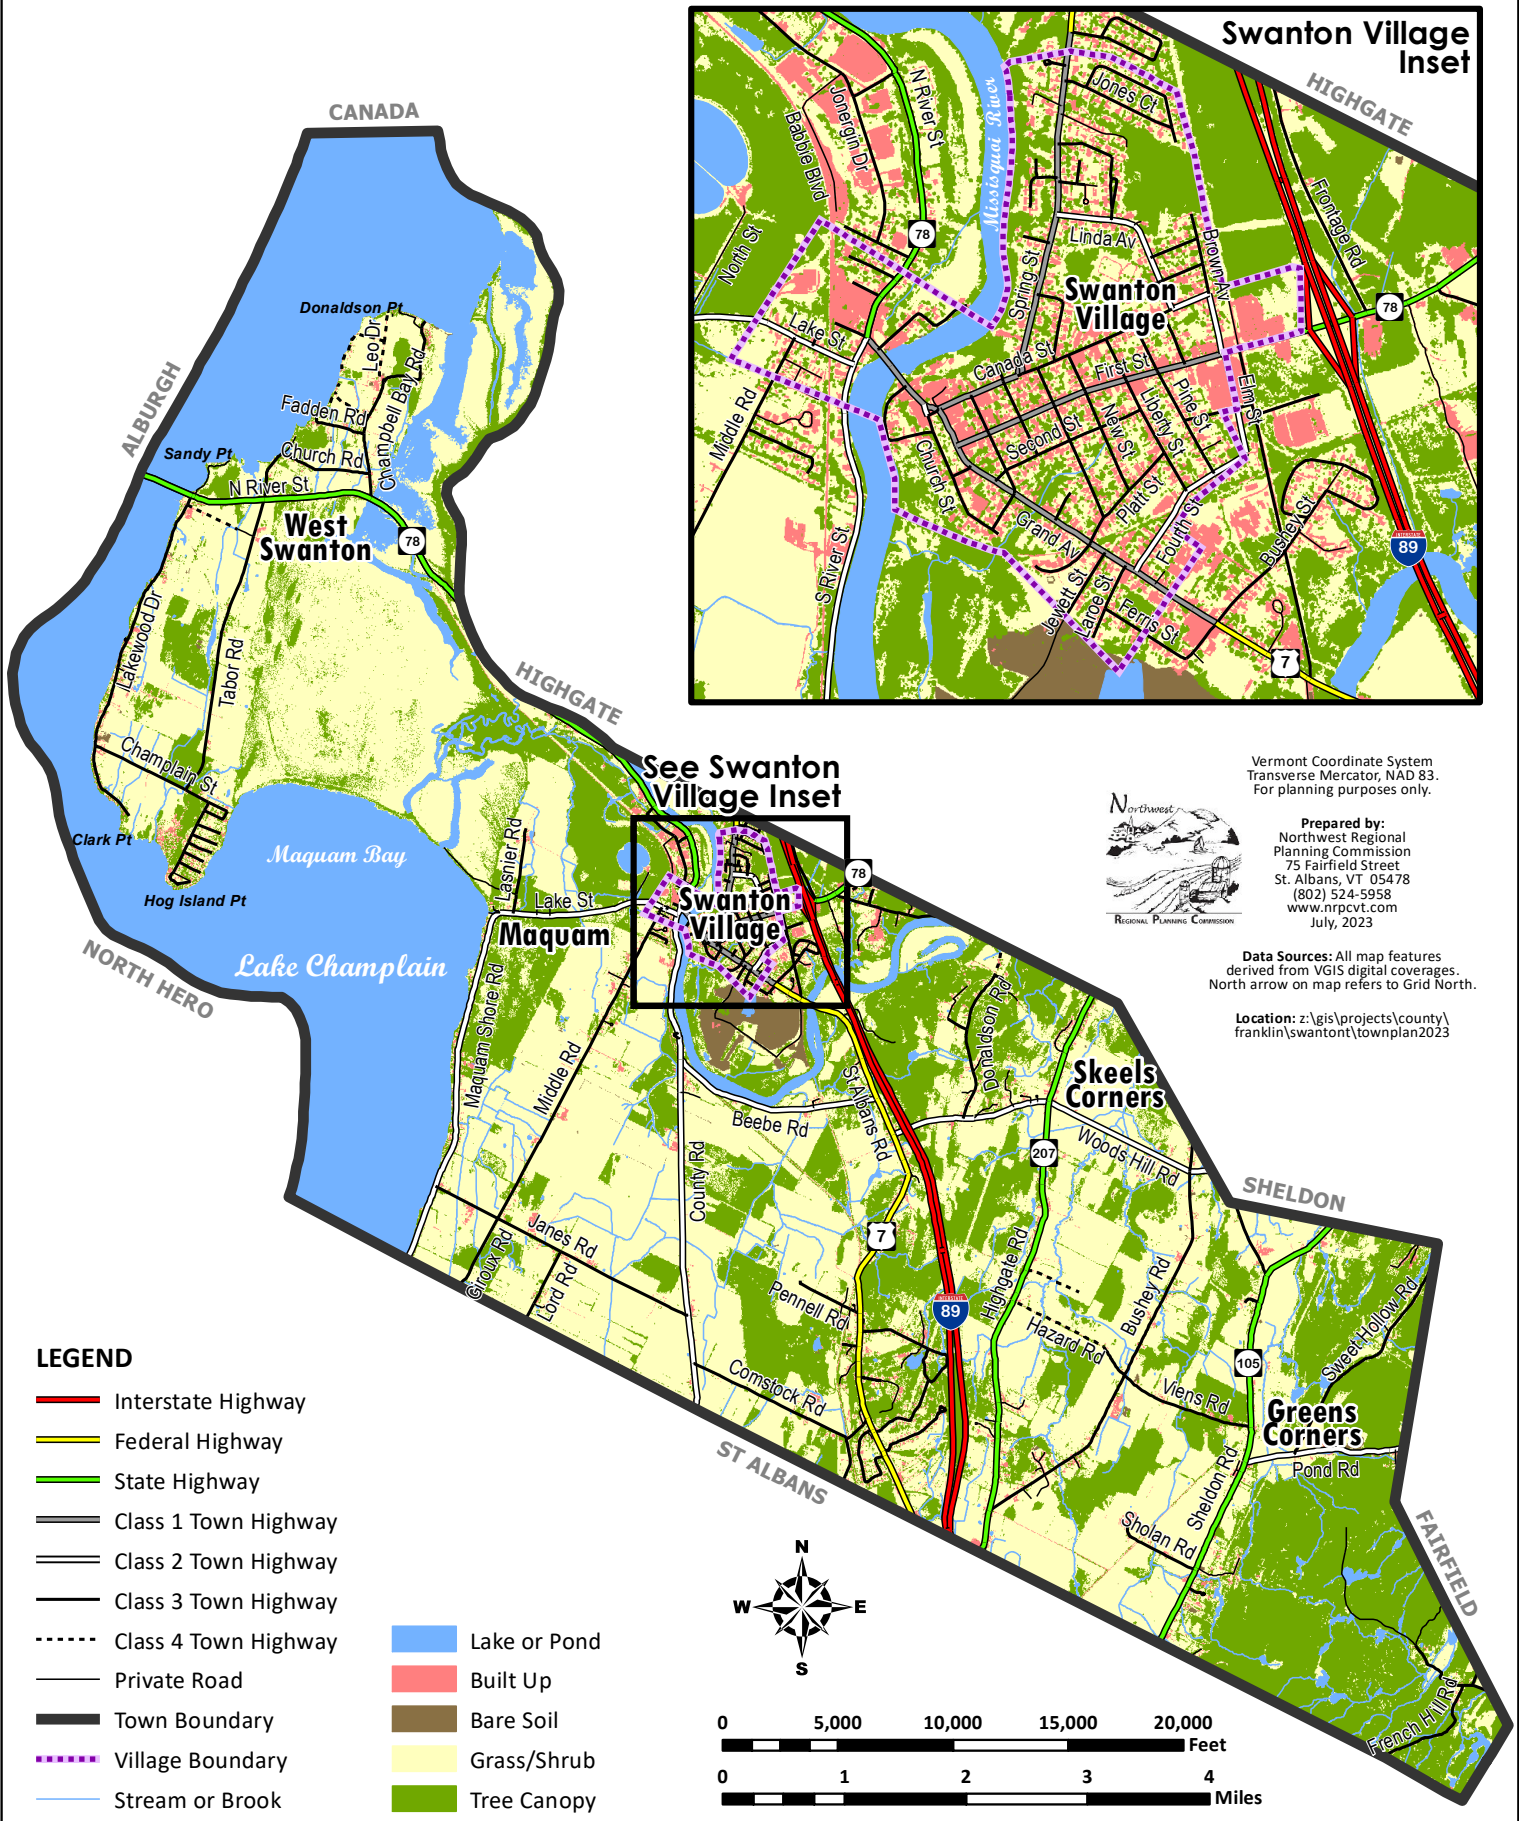 Swanton Village
Inset
HIGHGATE
Jones Ct
N River St
Jonergin Dr
Babbie Blvd
Missisquoi River
Frontage Rd
North St
78
Linda Av
Brown Av
Spring St
Swanton
Village
78
Lake St
Canada St
First St
Elm St
Pine St
Liberty St
New St
Second St
Middle Rd
Church St
Platt St
Fourth St
Grand Av
Bushey St
INTERSTATE
89
S River St
Jewett St
Laroe St
Ferris St
7
CANADA
Donaldson Pt
Leo Dr
ALBURGH
Fadden Rd
Champbell Bay Rd
Sandy Pt
Church Rd
N River St
West
Swanton
78
Lakewood Dr
Tabor Rd
HIGHGATE
Champlain St
See Swanton
Village Inset
Clark Pt
Maquam Bay
Hog Island Pt
Lasnier Rd
Lake St
Maquam
Swanton
Village
78
NORTH HERO
Lake Champlain
Maquam Shore Rd
Middle Rd
Donaldson Rd
Skeels
Corners
St Albans Rd
Beebe Rd
Woods Hill Rd
207
County Rd
SHELDON
Janes Rd
7
Giroux Rd
Lord Rd
Highgate Rd
Pennell Rd
INTERSTATE
89
Bushey Rd
Hazard Rd
Sweet Hollow Rd
105
Comstock Rd
Viens Rd
Greens
Corners
Pond Rd
ST ALBANS
Sheldon Rd
Sholan Rd
FAIRFIELD
French Hill Rd
Vermont Coordinate System
Transverse Mercator, NAD 83.
For planning purposes only.
Northwest
REGIONAL PLANNING COMMISSION
Prepared by:
Northwest Regional
Planning Commission
75 Fairfield Street
St. Albans, VT 05478
(802) 524-5958
www.nrpcvt.com
July, 2023
Data Sources: All map features
derived from VGIS digital coverages.
North arrow on map refers to Grid North.
Location: z:\gis\projects\county\
franklin\swantont\townplan2023
LEGEND
Interstate Highway
Federal Highway
State Highway
Class 1 Town Highway
Class 2 Town Highway
Class 3 Town Highway
Class 4 Town Highway
Private Road
Town Boundary
Village Boundary
Stream or Brook
Lake or Pond
Built Up
Bare Soil
Grass/Shrub
Tree Canopy
N
W E
S
0 5,000 10,000 15,000 20,000
Feet
0 1 2 3 4
Miles